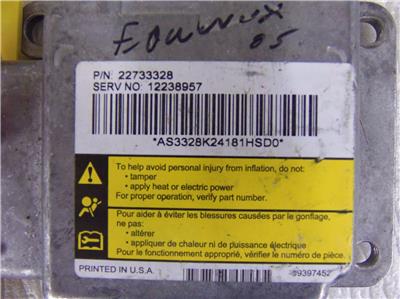 Equinox
05
P/N: 22733328
SERV NO: 12238957
*AS3328K24181HSD0*
To help avoid personal injury from inflation, do not:
• tamper
• apply heat or electric power
For proper operation, verify part number.
Pour aider à éviter les blessures causées par le gonflage,
ne pas:
• altérer
• appliquer de chaleur ni de puissance électrique
Pour le fonctionnement approprié, vérifier le numéro de pièce.
PRINTED IN U.S.A.
39397452